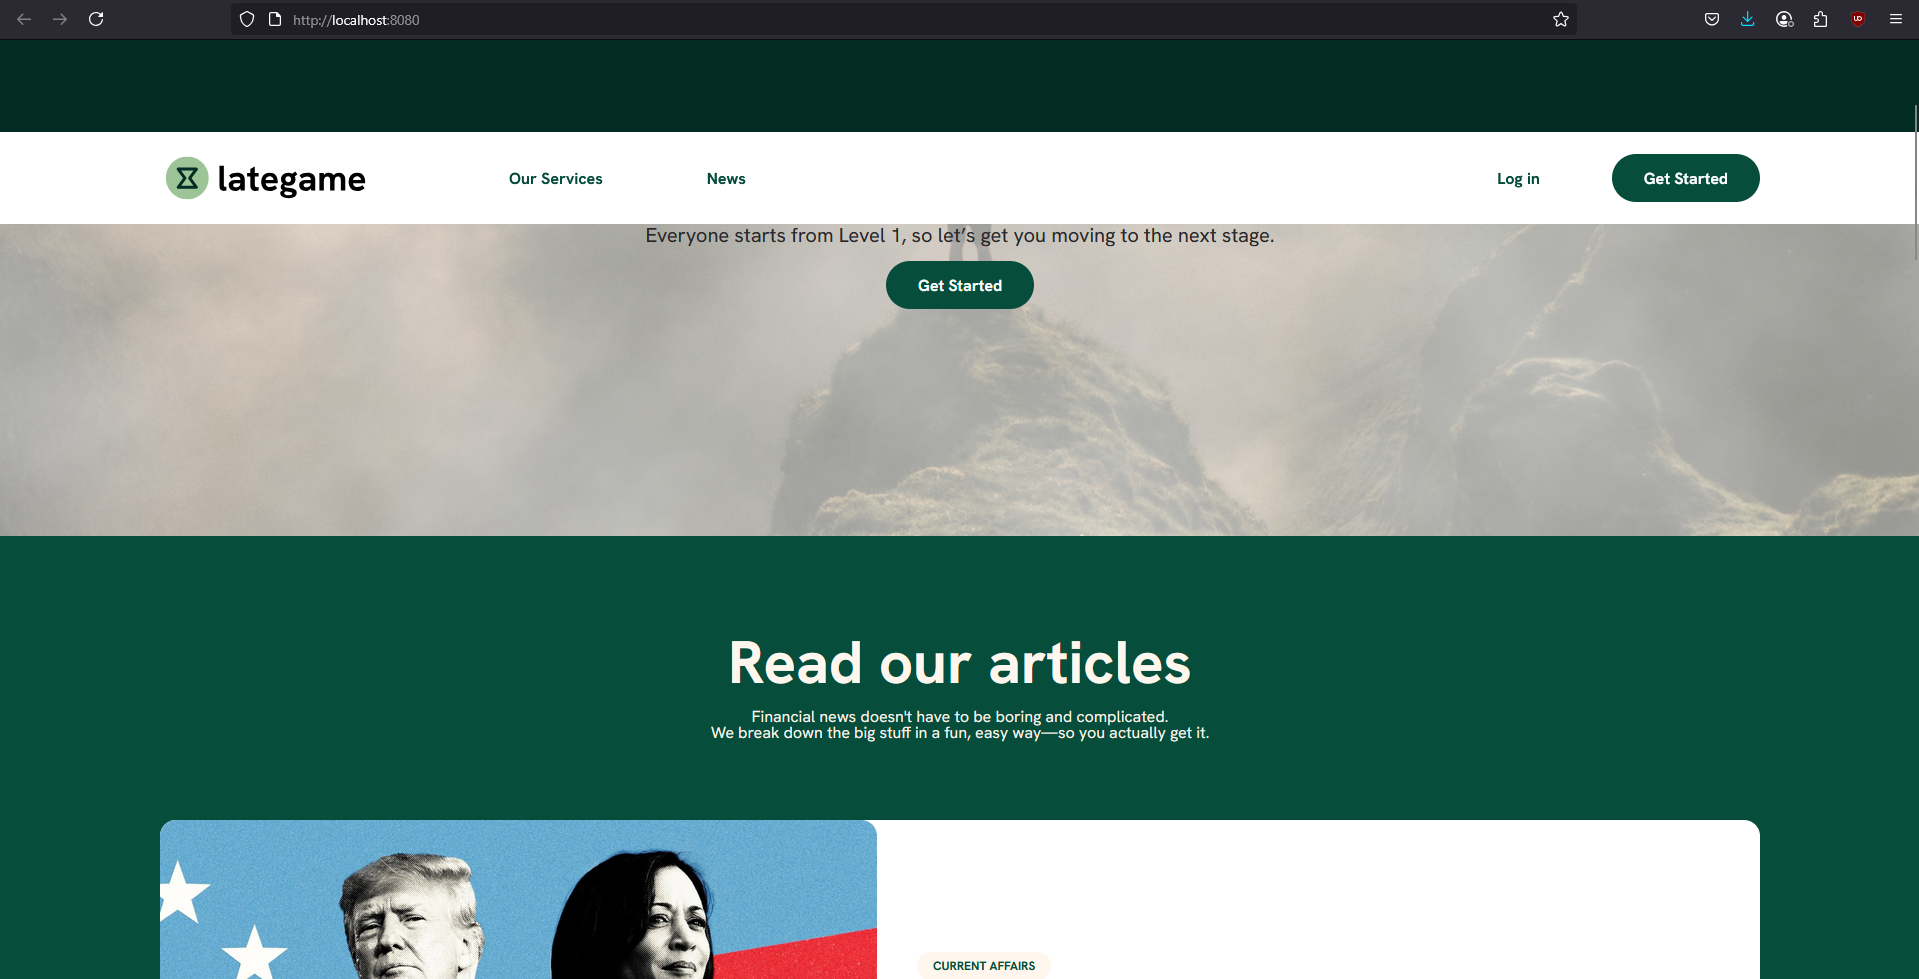 http://localhost:8080
lategame
Our Services
News
Log in
Get Started
Everyone starts from Level 1, so let’s get you moving to the next stage.
Get Started
Read our articles
Financial news doesn't have to be boring and complicated.
We break down the big stuff in a fun, easy way—so you actually get it.
CURRENT AFFAIRS